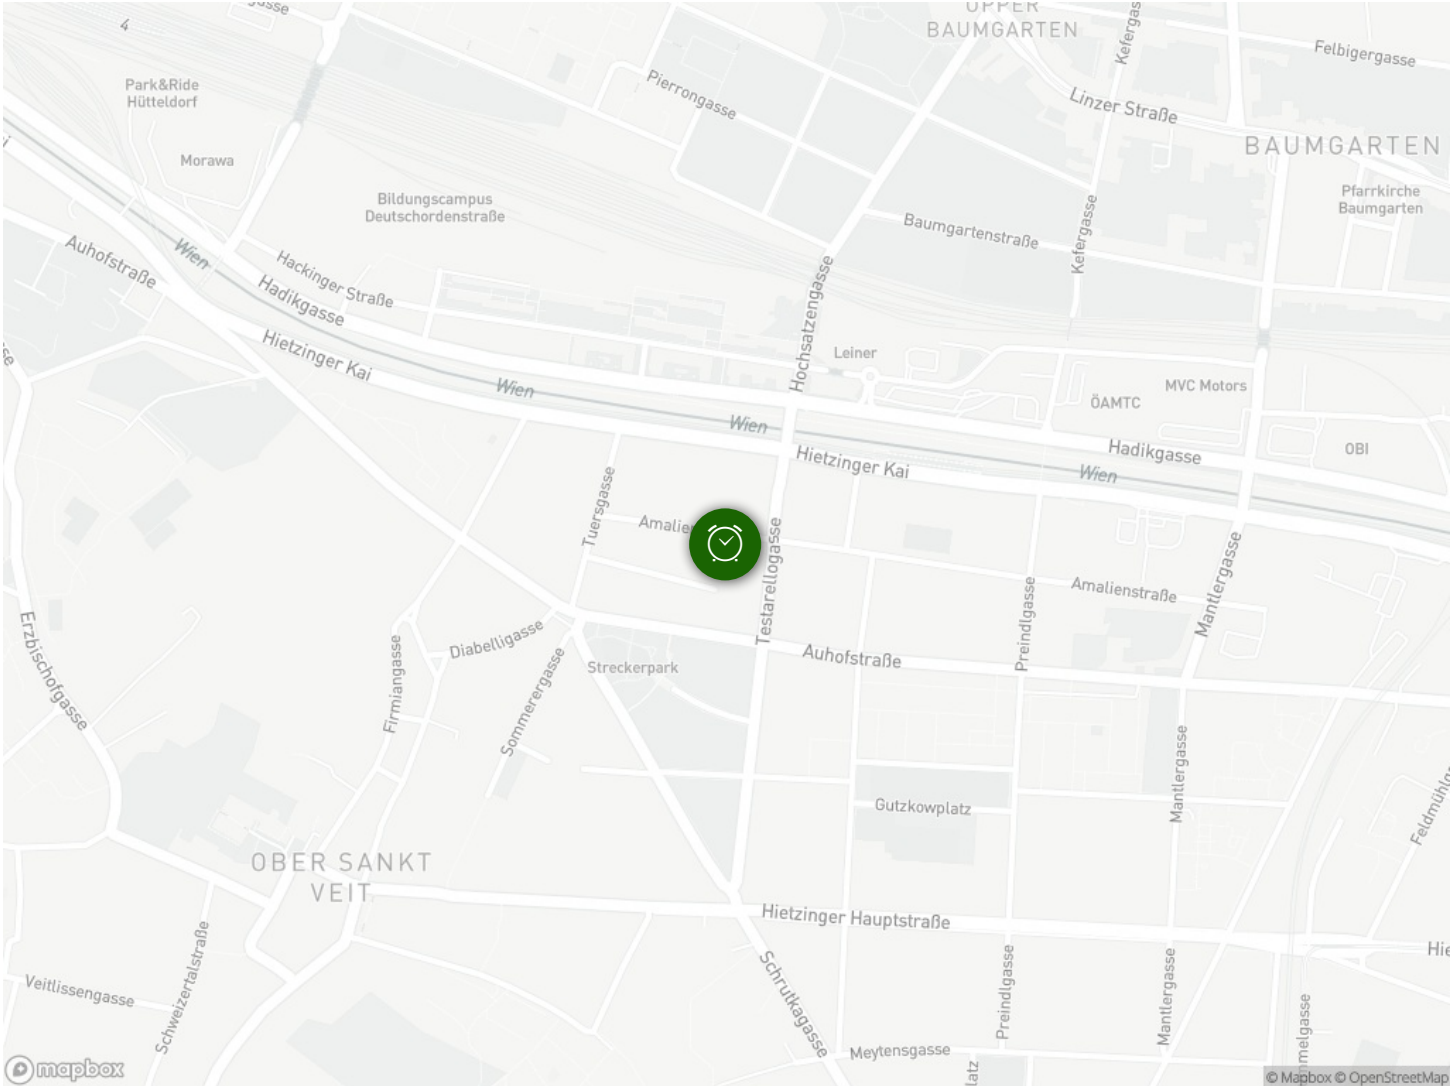 4
UPPER
BAUMGARTEN
Felbigergasse
Park&Ride
Hütteldorf
Pierrongasse
Linzer Straße
BAUMGARTEN
Morawa
Bildungscampus
Deutschordenstraße
Pfarrkirche
Baumgarten
Baumgartenstraße
Kefergasse
Auhofstraße
Wien
Hackinger Straße
Hadikgasse
Hochsatzengasse
Hietzinger Kai
Leiner
Wien
MVC Motors
ÖAMTC
Wien
Hadikgasse
OBI
Hietzinger Kai
Wien
Tuersgasse
Testarellogasse
Mantlergasse
Amalienstraße
Preindlgasse
Erzbischofgasse
Diabelligasse
Firmiangasse
Sommerergasse
Streckerpark
Auhofstraße
Mantlergasse
Gutzkowplatz
OBER SANKT
VEIT
Hietzinger Hauptstraße
Schweizertalstraße
Veitlissengasse
Schrutkagasse
Preindlgasse
Mantlergasse
Meytensgasse
mapbox
© Mapbox © OpenStreetMap